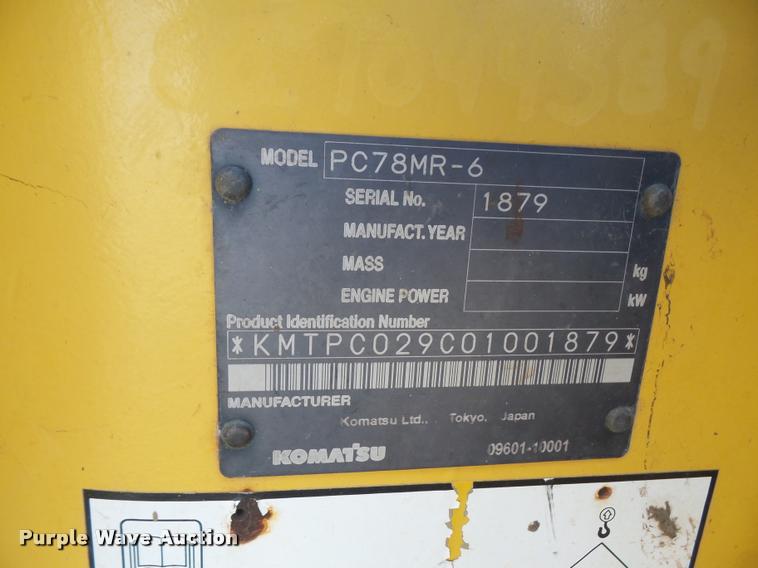 MODEL PC78MR-6
SERIAL No. 1879
MANUFACT. YEAR
MASS kg
ENGINE POWER kW
Product Identification Number
*KMTPC029C01001879*
MANUFACTURER
Komatsu Ltd., Tokyo, Japan
KOMATSU 09601-10001
Purple Wave Auction